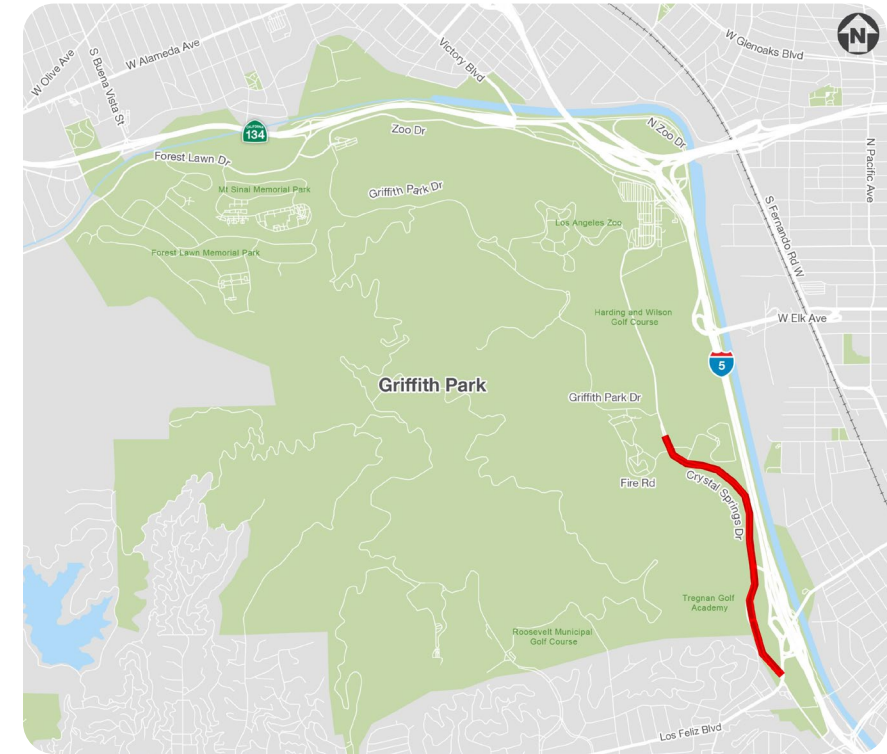 N
W Glenoaks Blvd
Victory Blvd
W Alameda Ave
W Olive Ave
S Buena Vista St
CALIFORNIA
134
Zoo Dr
N Zoo Dr
Forest Lawn Dr
N Pacific Ave
Mt Sinai Memorial Park
Griffith Park Dr
Los Angeles Zoo
S Fernando Rd W
Forest Lawn Memorial Park
Harding and Wilson
Golf Course
W Elk Ave
5
Griffith Park
Griffith Park Dr
Fire Rd
Crystal Springs Dr
Tregnan Golf
Academy
Roosevelt Municipal
Golf Course
Los Feliz Blvd